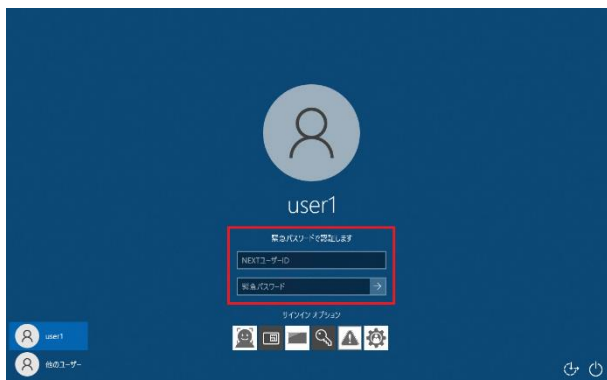 user1
緊急パスワードで認証します
NEXTユーザーID
緊急パスワード
サインイン オプション
user1
他のユーザー